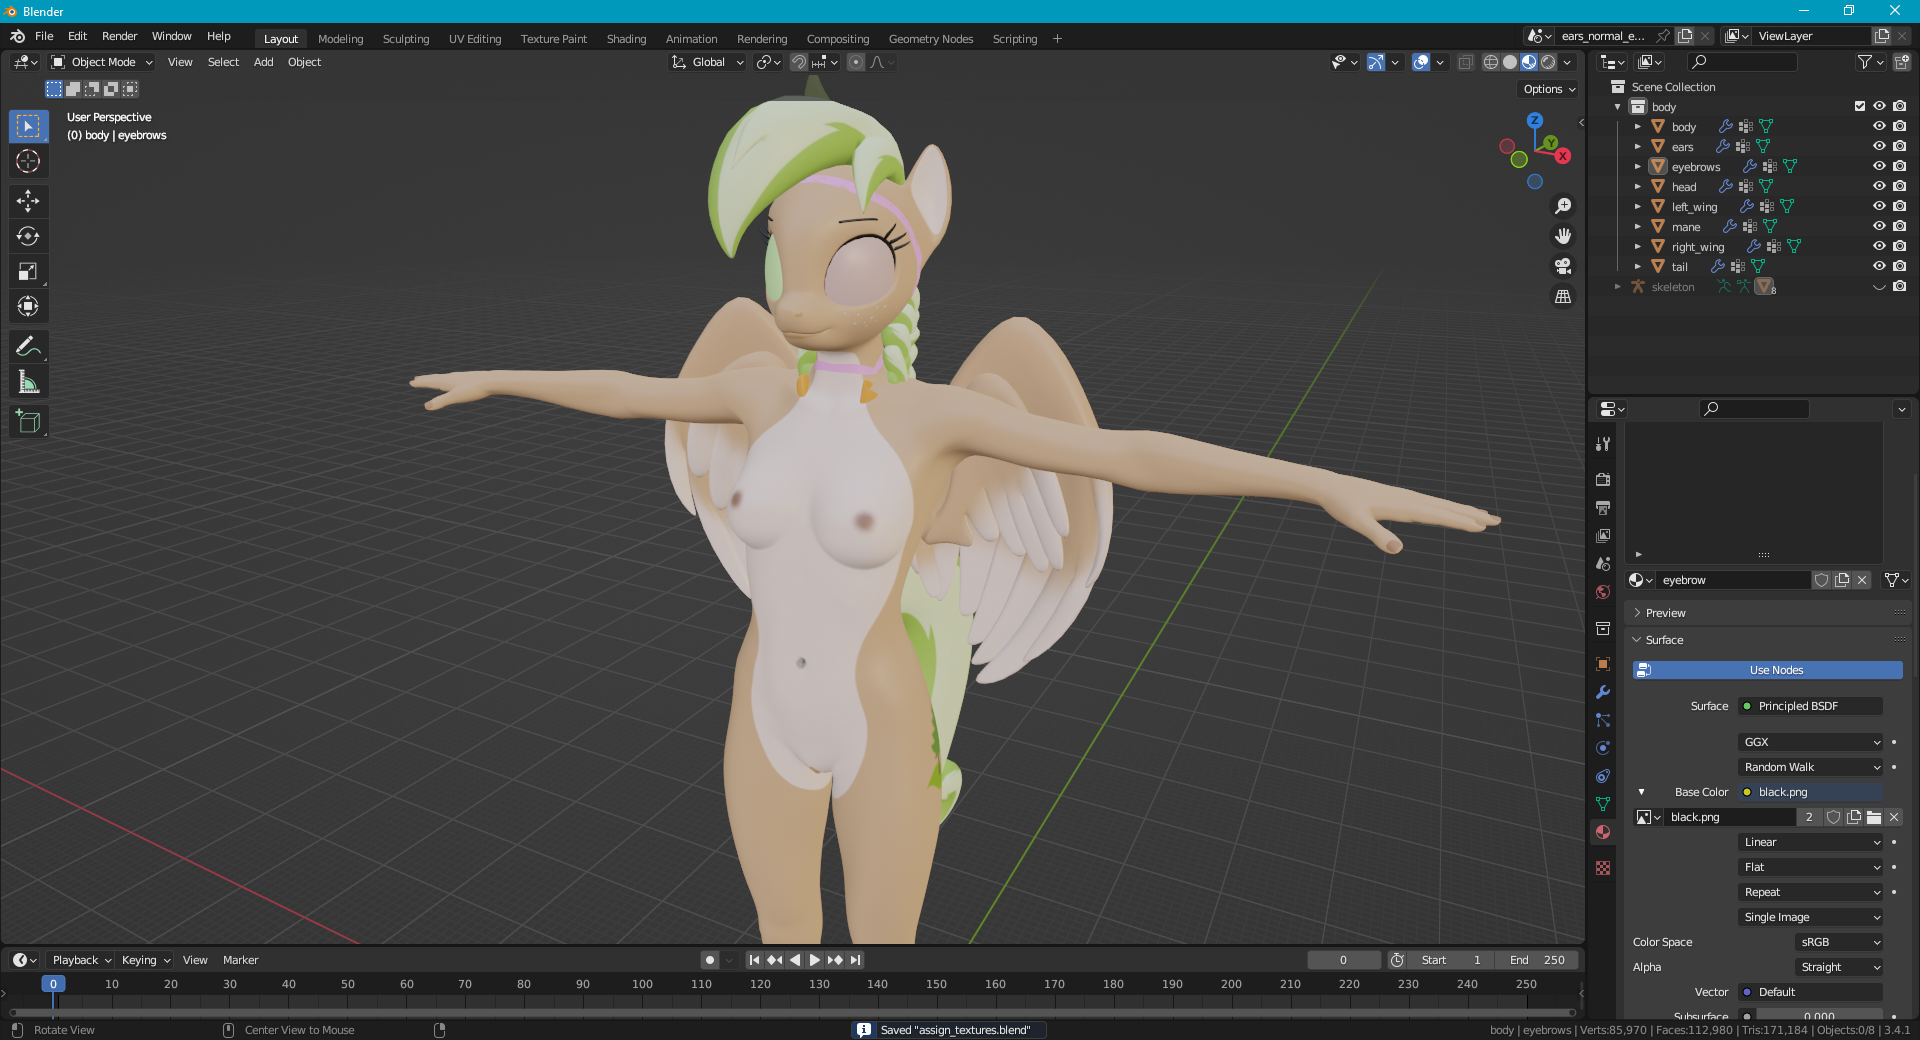 Blender
File Edit Render Window Help
Layout Modeling Sculpting UV Editing Texture Paint Shading Animation Rendering Compositing Geometry Nodes Scripting +
ears_normal_e...
ViewLayer
Object Mode View Select Add Object
Global
Options
User Perspective
(0) body | eyebrows
Z
Y
X
Scene Collection
body
body
ears
eyebrows
head
left_wing
mane
right_wing
tail
skeleton
8
eyebrow
Preview
Surface
Use Nodes
Surface Principled BSDF
GGX
Random Walk
Base Color black.png
black.png 2
Linear
Flat
Repeat
Single Image
Color Space sRGB
Alpha Straight
Vector Default
Subsurface 0.000
Playback Keying View Marker
0 Start 1 End 250
0 10 20 30 40 50 60 70 80 90 100 110 120 130 140 150 160 170 180 190 200 210 220 230 240 250
Rotate View Center View to Mouse Saved "assign_textures.blend" body | eyebrows | Verts:85,970 | Faces:112,980 | Tris:171,184 | Objects:0/8 | 3.4.1